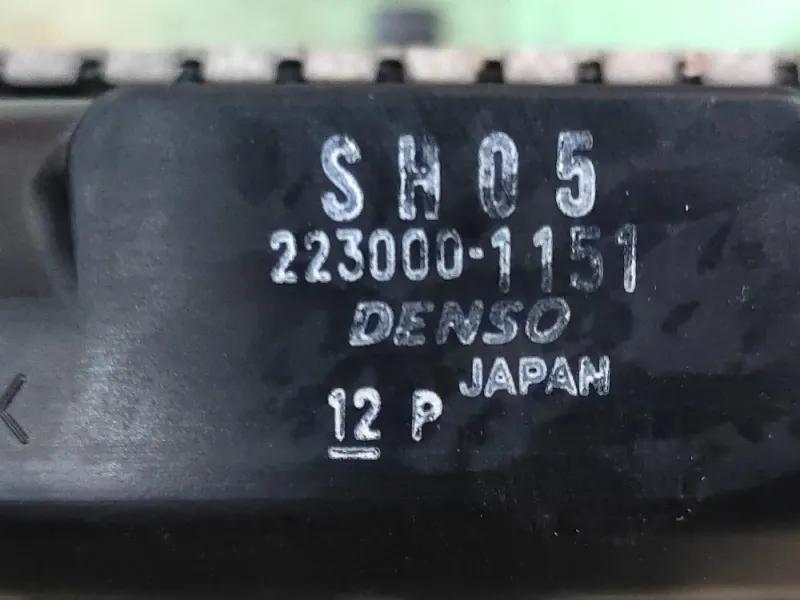 SH05
223000-1151
DENSO
JAPAN
12 P